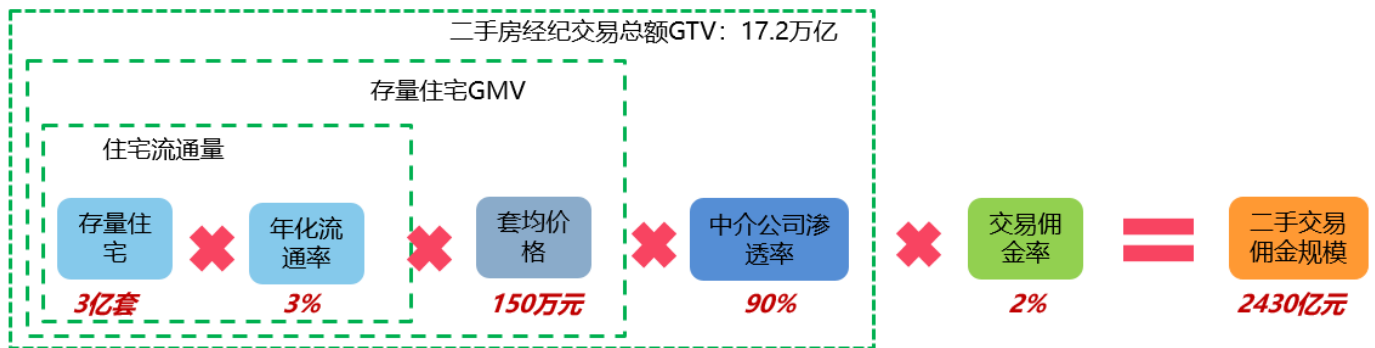 二手房经纪交易总额GTV：17.2万亿
存量住宅GMV
住宅流通量
存量住
宅
年化流
通率
套均价
格
中介公司渗
透率
交易佣
金率
二手交易
佣金规模
3亿套
3%
150万元
90%
2%
2430亿元